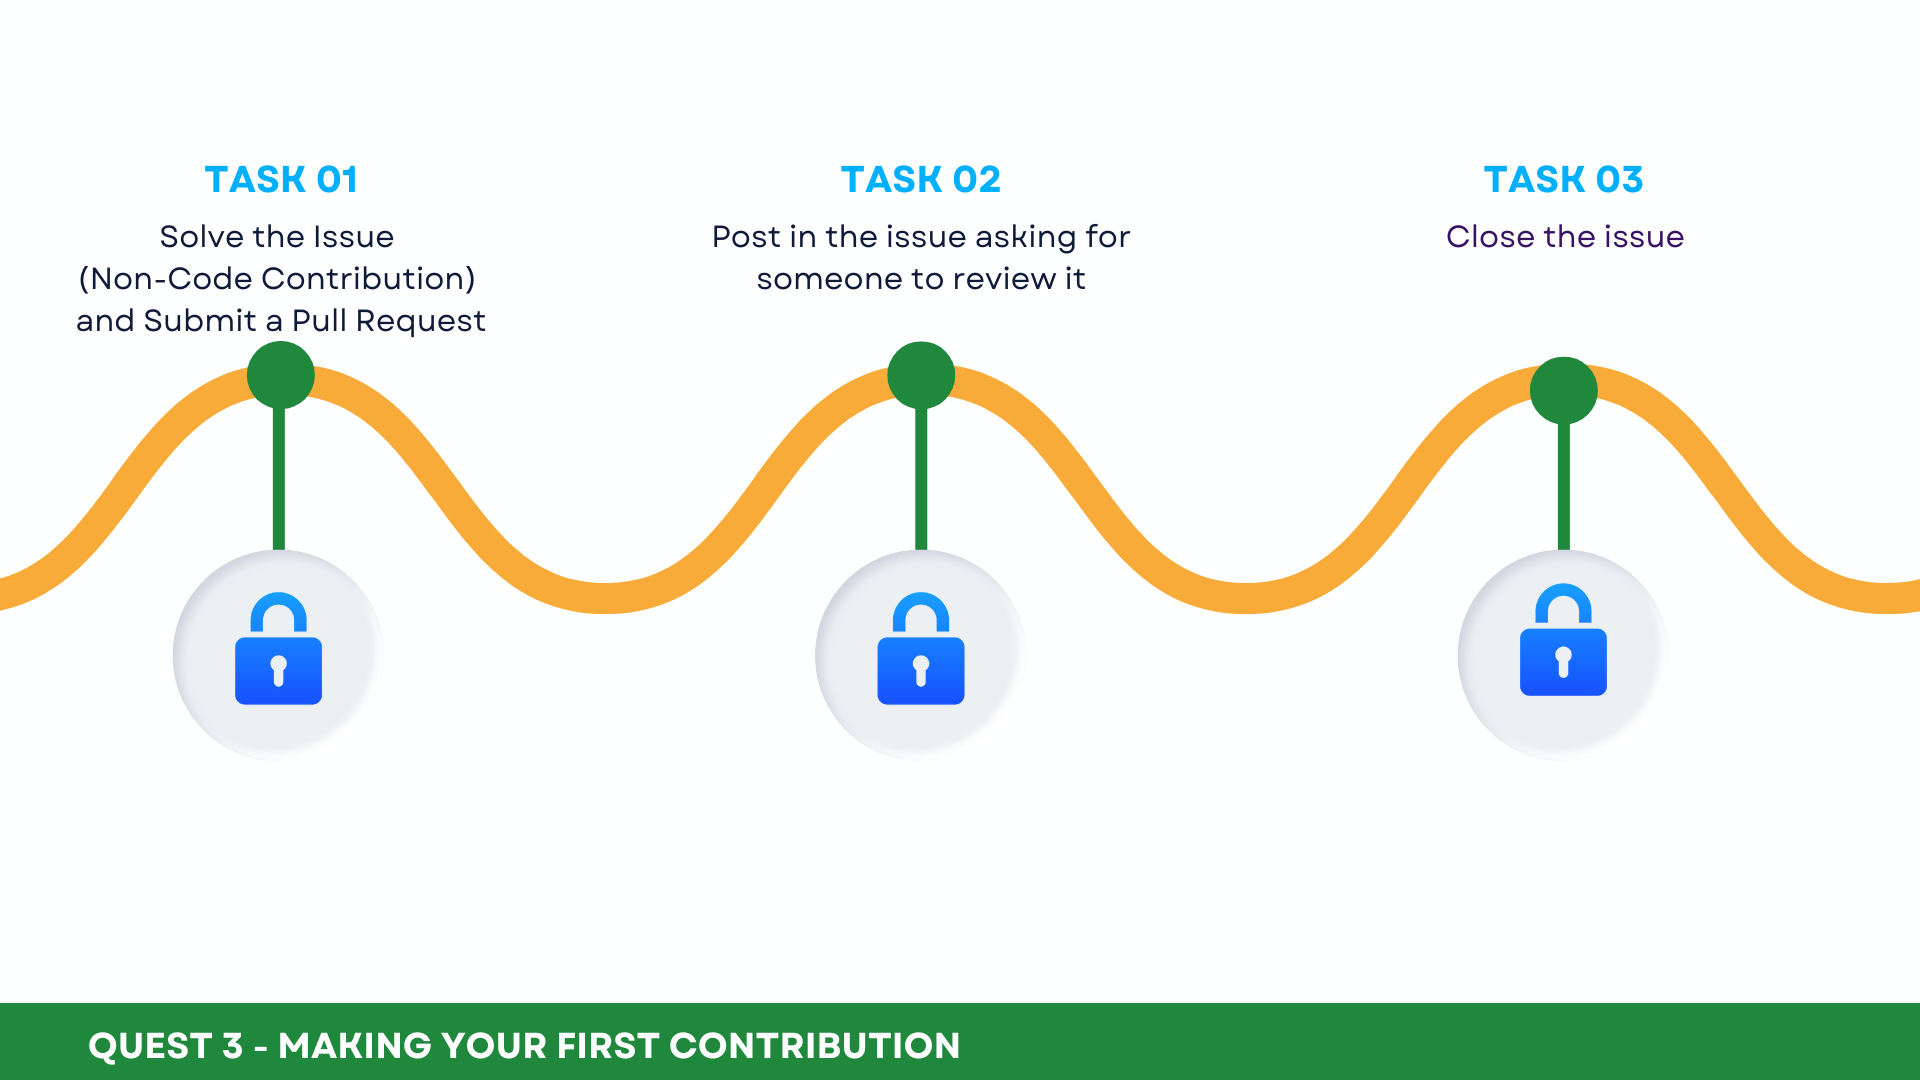 TASK 01
Solve the Issue
(Non-Code Contribution)
and Submit a Pull Request
TASK 02
Post in the issue asking for
someone to review it
TASK 03
Close the issue
QUEST 3 - MAKING YOUR FIRST CONTRIBUTION